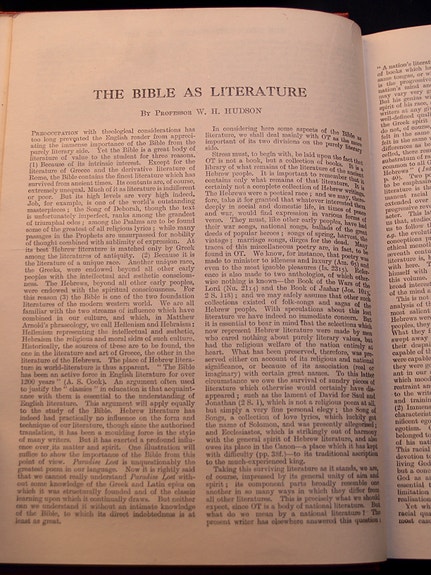 THE BIBLE AS LITERATURE
BY PROFESSOR W. H. HUDSON
PREOCCUPATION with theological considerations has
too long prevented the English reader from appreci-
ating the immense importance of the Bible from the
purely literary side. Yet the Bible is a great body of
literature of value to the student for three reasons.
(1) Because of its intrinsic interest. Except for the
literature of Greece and the derivative literature of
Rome, the Bible contains the finest literature which has
survived from ancient times. Its contents are, of course,
extremely unequal. Much of it as literature is indifferent
or poor. But its high levels are very high indeed.
Job, for example, is one of the world's outstanding
masterpieces; the Song of Deborah, though the text
is unfortunately imperfect, ranks among the grandest
of triumphal odes; among the Psalms are to be found
some of the greatest of all religious lyrics; while many
passages in the Prophets are unsurpassed for nobility
of thought combined with sublimity of expression. At
its best Hebrew literature is matched only by Greek
among the literatures of antiquity. (2) Because it is
the literature of a unique race. Another unique race,
the Greeks, were endowed beyond all other early
peoples with the intellectual and æsthetic conscious-
ness. The Hebrews, beyond all other early peoples,
were endowed with the spiritual consciousness. For
this reason (3) the Bible is one of the two foundation
literatures of the modern western world. We are all
familiar with the two streams of influence which have
combined in our culture, and which, in Matthew
Arnold's phraseology, we call Hellenism and Hebraism;
Hellenism representing the intellectual and æsthetic,
Hebraism the religious and moral sides of such culture.
Historically, the sources of these are to be found, the
one in the literature and art of Greece, the other in the
literature of the Hebrews. The place of Hebrew litera-
ture in world-literature is thus apparent. "The Bible
has been an active force in English literature for over
1200 years" (A. S. Cook). An argument often used
to justify the "classics" in education is that acquaint-
ance with them is essential to the understanding of
English literature. This argument will apply equally
to the study of the Bible. Hebrew literature has
indeed had practically no influence on the form and
technique of our literature, though since the authorised
translation, it has been a moulding force in the style
of many writers. But it has exerted a profound influ-
ence over its matter and spirit. One illustration will
suffice to show the importance of the Bible from this
point of view. Paradise Lost is unquestionably the
greatest poem in our language. Now it is rightly said
that we cannot really understand Paradise Lost with-
out some knowledge of the Greek and Latin epics on
which it was structurally founded and of the classic
learning upon which it continually draws. But neither
can we understand it without an intimate knowledge
of the Bible, to which its direct indebtedness is at
least as great.
In considering here some aspects of the Bible as
literature, we shall deal mainly with OT as the more
important of its two divisions on the purely literary
side.
Stress must, to begin with, be laid upon the fact that
OT is not a book, but a collection of books. It is a
library of what remains of the literature of the ancient
Hebrew people. It is important to remember that it
contains only what remains of that literature. It is
certainly not a complete collection of Hebrew writings.
The Hebrews were a poetical race; and we may, there-
fore, take it for granted that whatever interested them
deeply in social and domestic life, in times of peace
and war, would find expression in various forms of
verse. They must, like other early peoples, have had
their war songs, national songs, ballads of the great
deeds of popular heroes; songs of spring, harvest, the
vintage; marriage songs, dirges for the dead. Many
traces of this miscellaneous poetry are, in fact, to be
found in OT. We know, for instance, that poetry was
made to minister to idleness and luxury (Am. 65) and
even to the most ignoble pleasures (Is. 2315). Refer-
ence is also made to two anthologies, of which other-
wise nothing is known—the Book of the Wars of the
Lord (Nu. 2114) and the Book of Jashar (Jos. 1013,
2 S. 118); and we may safely assume that other such
collections existed of folk-songs and sagas of the
Hebrew people. With speculations about this lost
literature we have indeed no immediate concern. But
it is essential to bear in mind that the selections which
now represent Hebrew literature were made by men
who cared nothing about purely literary values, but
had the religious welfare of the nation entirely at
heart. What has been preserved, therefore, was pre-
served either on account of its religious and national
significance, or because of its association (real or
imaginary) with certain great names. To this latter
circumstance we owe the survival of sundry pieces of
literature which otherwise would certainly have dis-
appeared; such as the lament of David for Saul and
Jonathan (2 S. 1), which is not a religious poem at all,
but simply a very fine personal elegy; the Song of
Songs, a collection of love lyrics, which luckily got
the name of Solomon, and was presently allegorised;
and Ecclesiastes, which is strikingly out of harmony
with the general spirit of Hebrew literature, and also
owes its place in the Canon—a place which it has kept
with difficulty
—to its traditional ascription
to the much-experienced king.
Taking this surviving literature as it stands, we are,
of course, impressed by its general unity of aim and
spirit; its component parts broadly resemble one
another in so many ways in which they differ from
all other literatures. This is precisely what we should
expect, since OT is a body of national literature. But
what do we mean by a national literature? The
present writer has elsewhere answered this question: